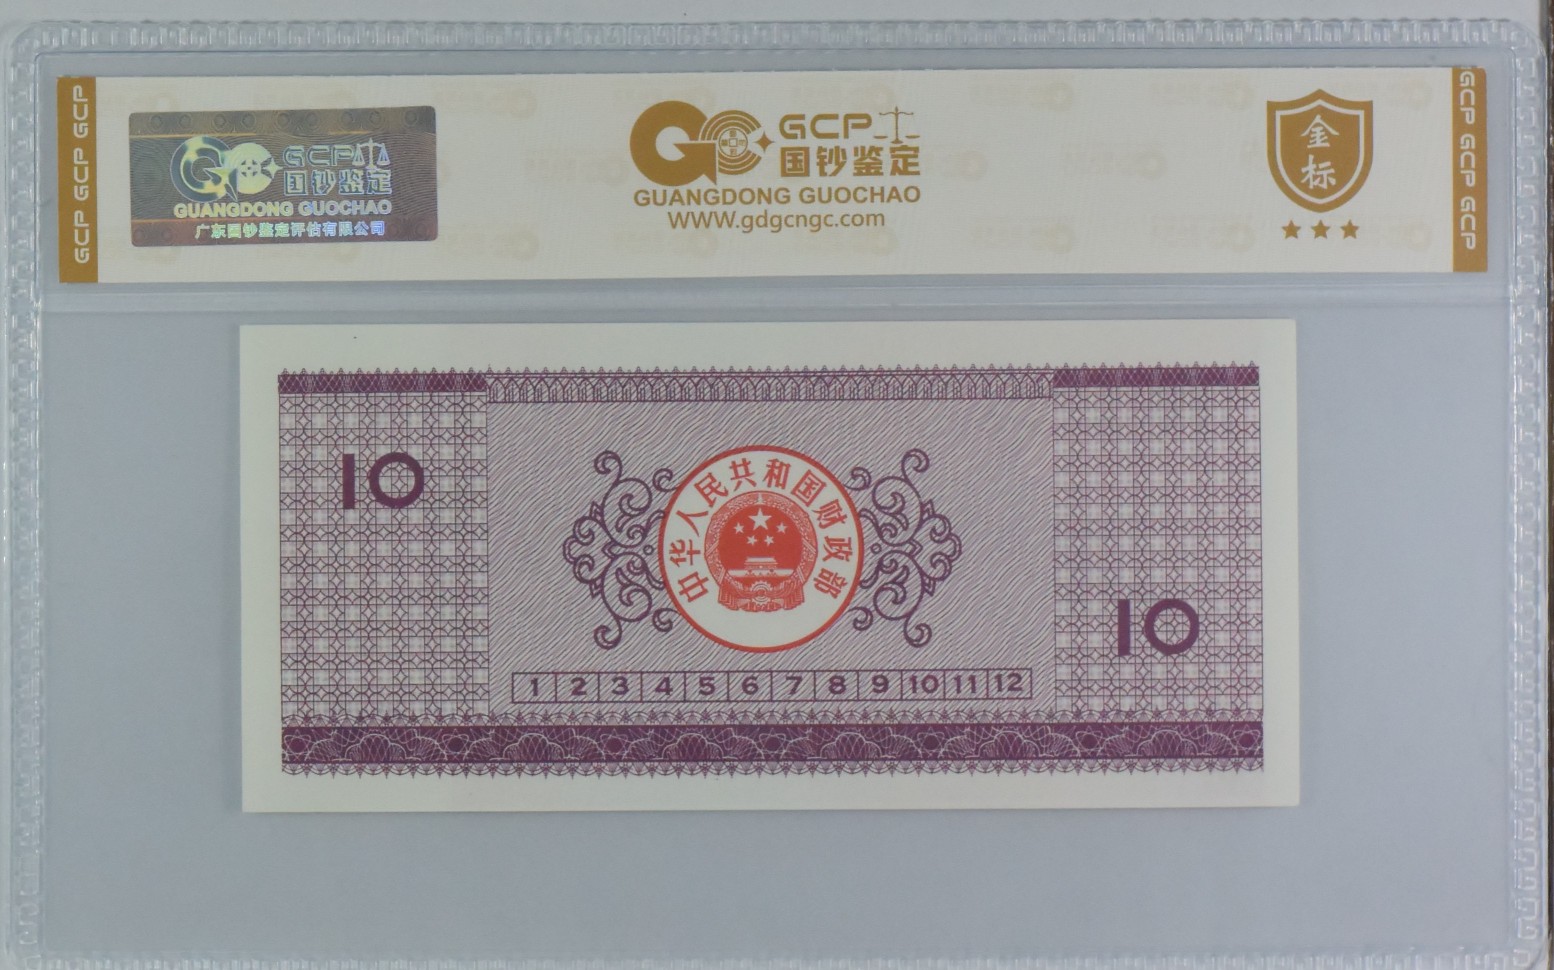 GCP GCP GCP
GCP
国钞鉴定
GUANGDONG GUOCHAO
广东国钞鉴定评估有限公司
GCP
国钞鉴定
GUANGDONG GUOCHAO
WWW.gdgcngc.com
金
标
GCP GCP GCP
10
中华人民共和国财政部
10
1 2 3 4 5 6 7 8 9 10 11 12